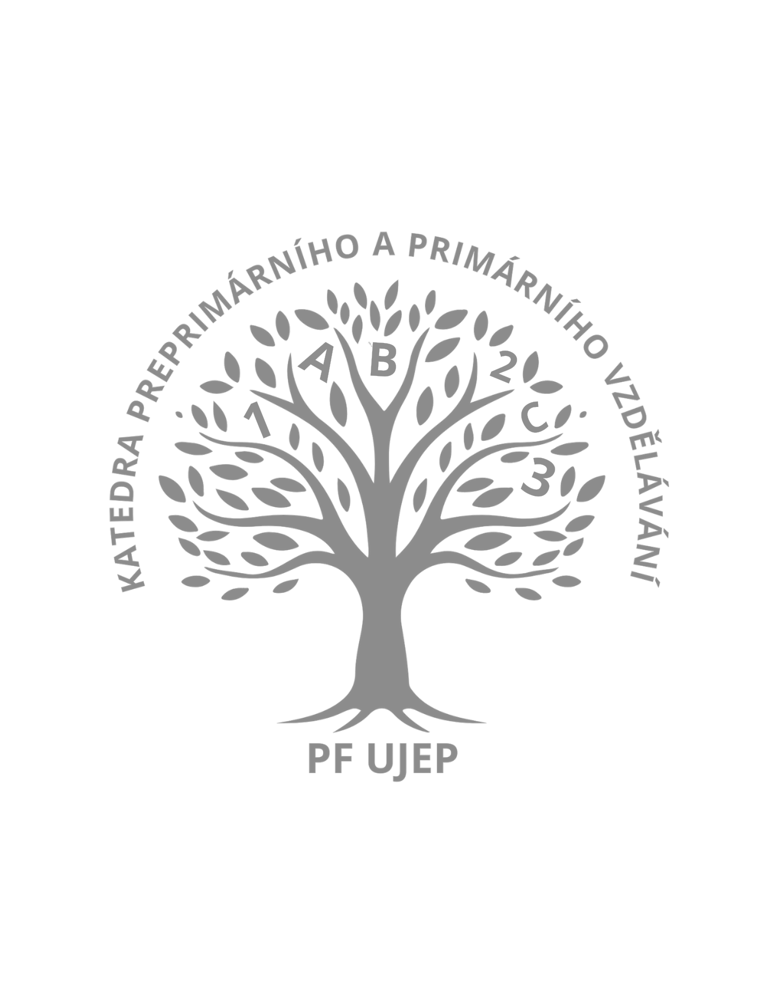 KATEDRA PREPRIMÁRNÍHO A PRIMÁRNÍHO VZDĚLÁVÁNÍ
A B 2
1 C
3
PF UJEP